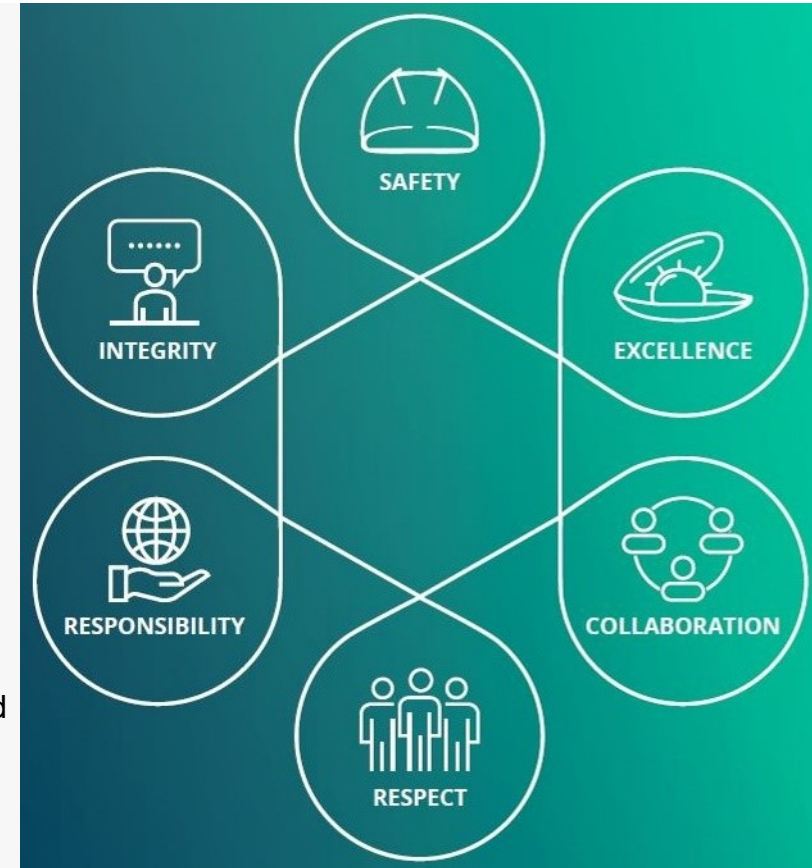 SAFETY
INTEGRITY
EXCELLENCE
RESPONSIBILITY
COLLABORATION
d
RESPECT